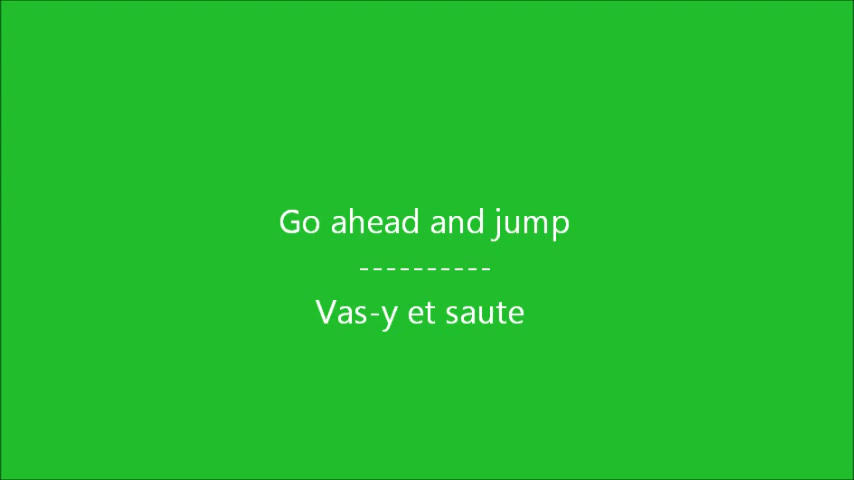 Go ahead and jump
----------
Vas-y et saute